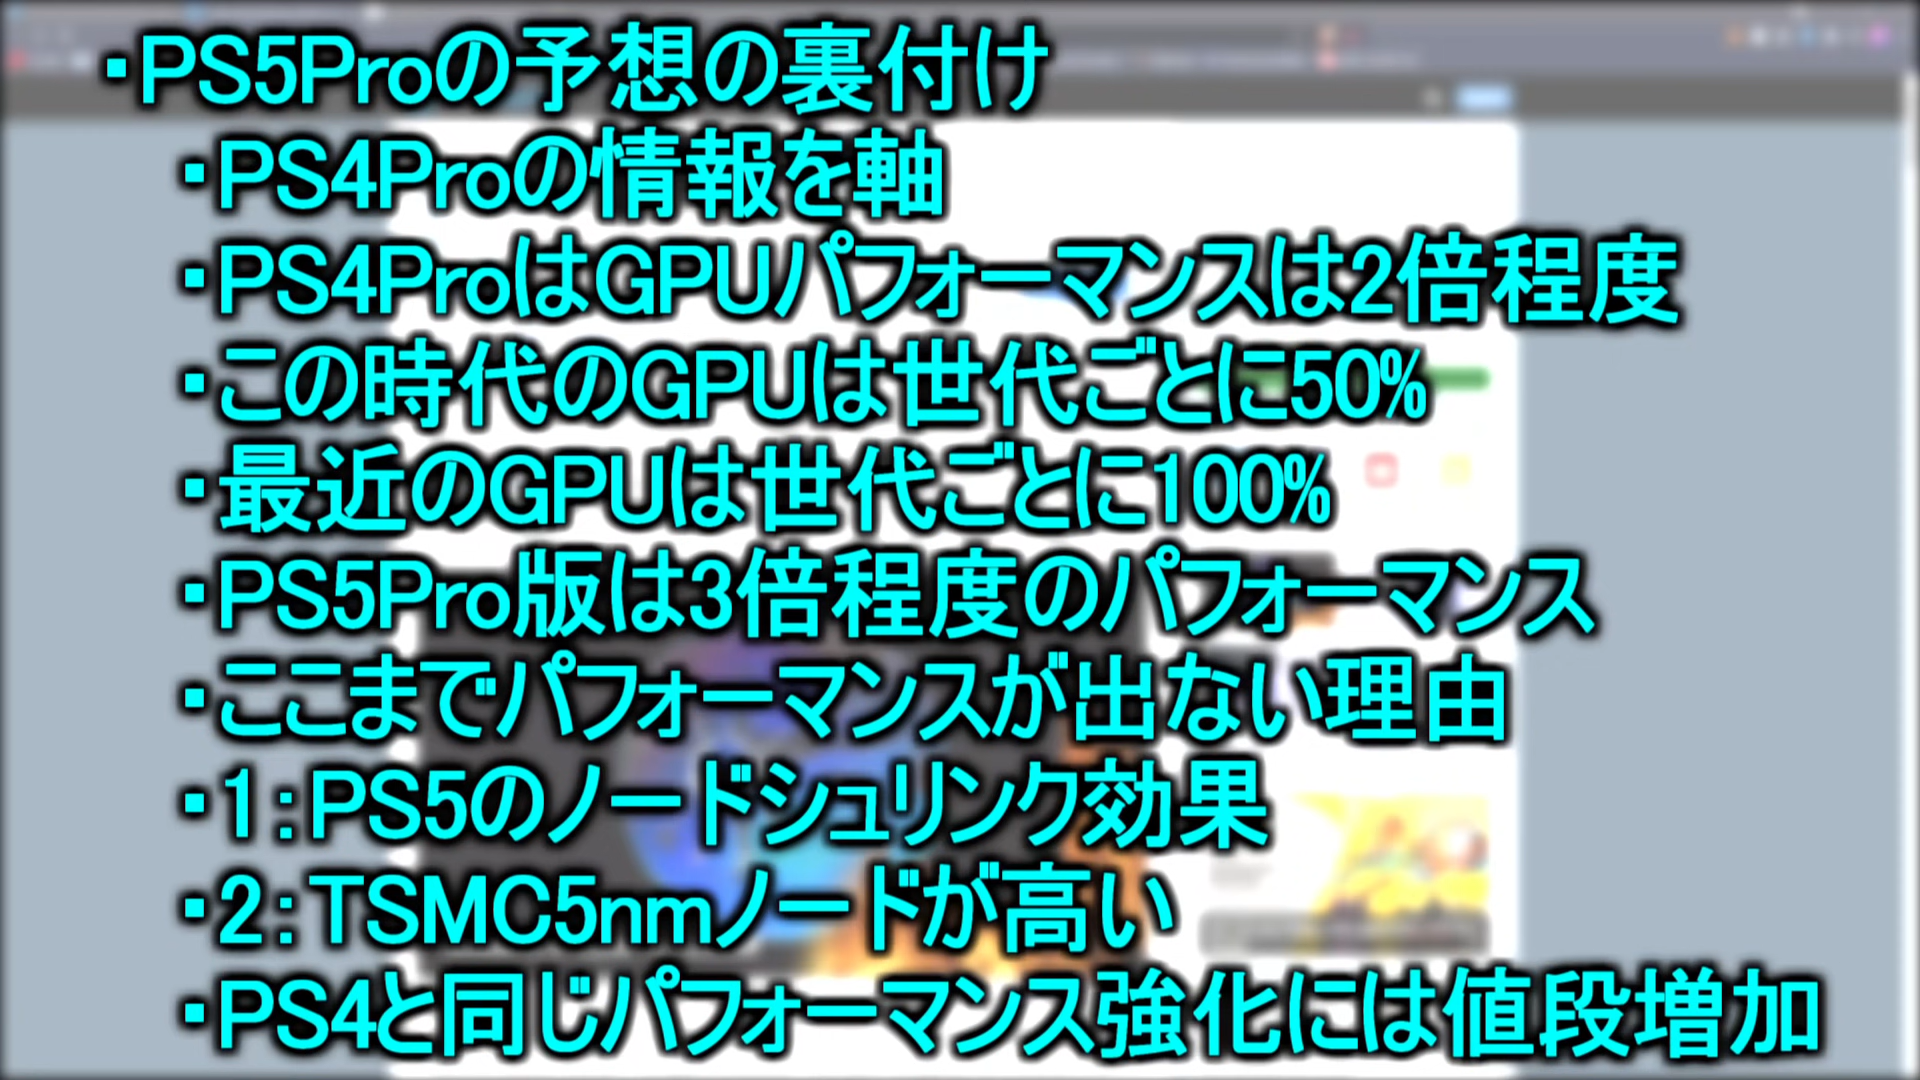 ・PS5Proの予想の裏付け
・PS4Proの情報を軸
・PS4ProはGPUパフォーマンスは2倍程度
・この時代のGPUは世代ごとに50%
・最近のGPUは世代ごとに100%
・PS5Pro版は3倍程度のパフォーマンス
・ここまでパフォーマンスが出ない理由
・1:PS5のノードシュリンク効果
・2:TSMC5nmノードが高い
・PS4と同じパフォーマンス強化には値段増加